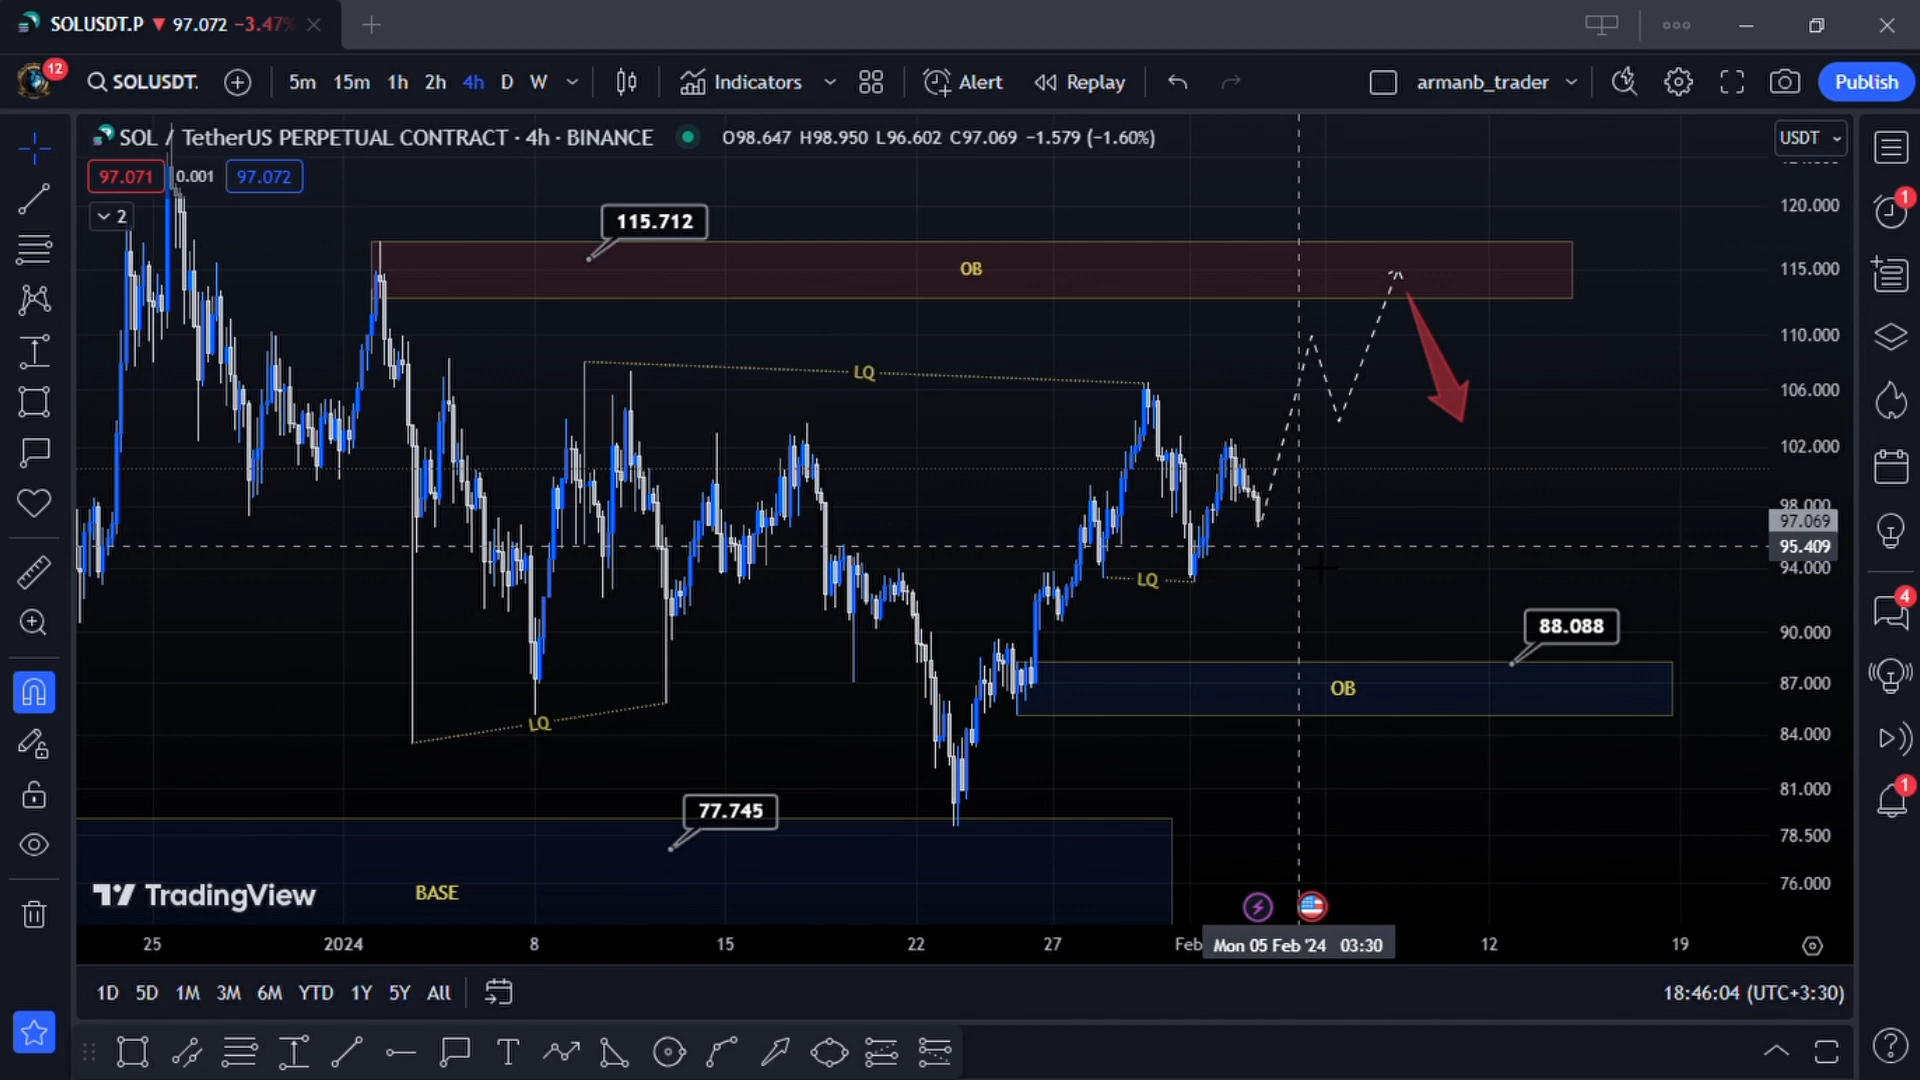 SOLUSDT.P ▼ 97.072 −3.47%
12
SOLUSDT.
5m 15m 1h 2h 4h D W
Indicators
Alert
Replay
armanb_trader
Publish
SOL / TetherUS PERPETUAL CONTRACT · 4h · BINANCE
O98.647 H98.950 L96.602 C97.069 −1.579 (−1.60%)
USDT
97.071
0.001
97.072
2
1
120.000
115.712
115.000
OB
110.000
LQ
106.000
102.000
98.000
97.069
95.409
94.000
LQ
4
90.000
88.088
87.000
OB
84.000
LQ
81.000
1
78.500
77.745
76.000
BASE
TradingView
25 2024 8 15 22 27 Feb
Mon 05 Feb '24 03:30
12 19
1D 5D 1M 3M 6M YTD 1Y 5Y All
18:46:04 (UTC+3:30)